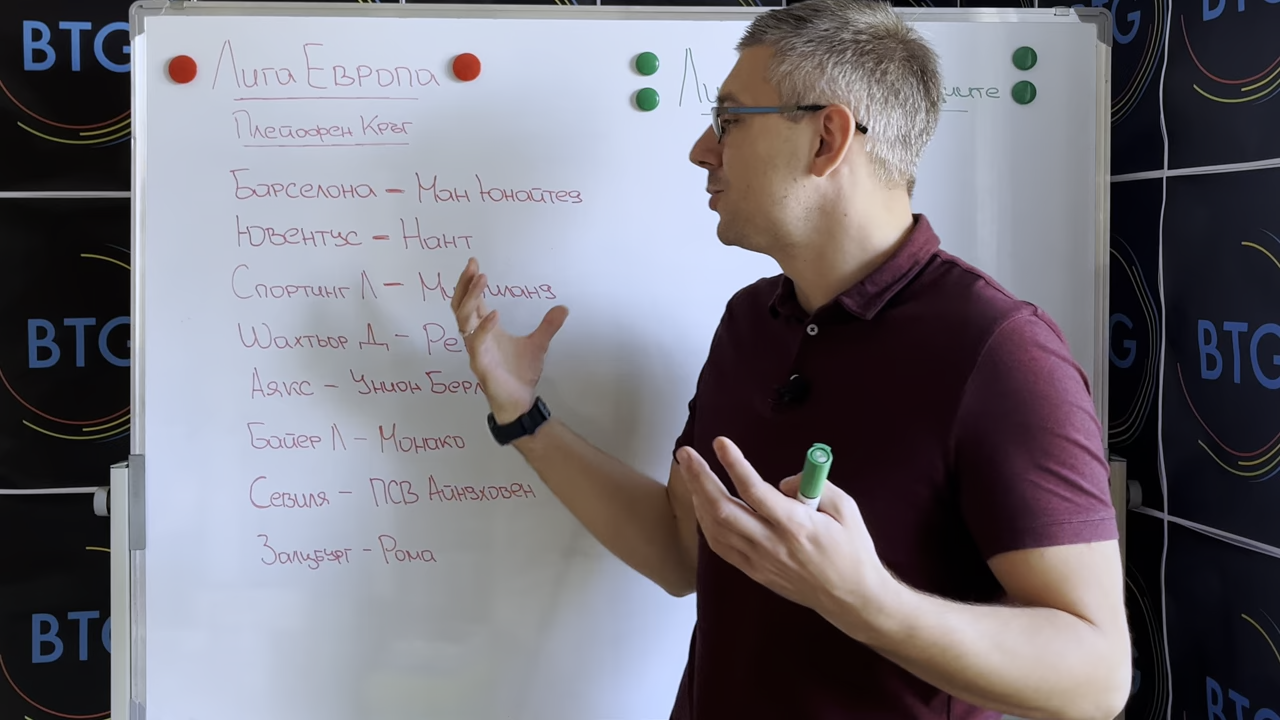 BTG
Лига Европа
Плейофен Кръг
Барселона – Ман Юнайтед
Ювентус – Нант
Спортинг Л –
Шахтьор Д –
Аякс – Унион
Байер Л – Монако
Севиля – ПСВ Айндховен
Залцбург – Рома
BTG
BTG
BTG
BTG
BTG